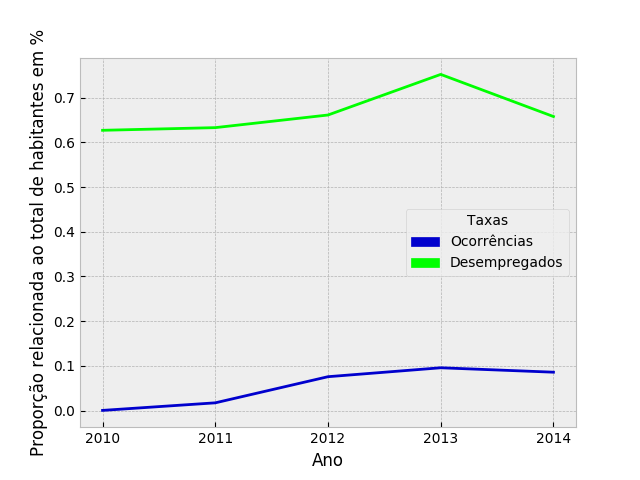 Proporção relacionada ao total de habitantes em %
0.7
0.6
0.5
0.4
0.3
0.2
0.1
0.0
Taxas
Ocorrências
Desempregados
2010 2011 2012 2013 2014
Ano